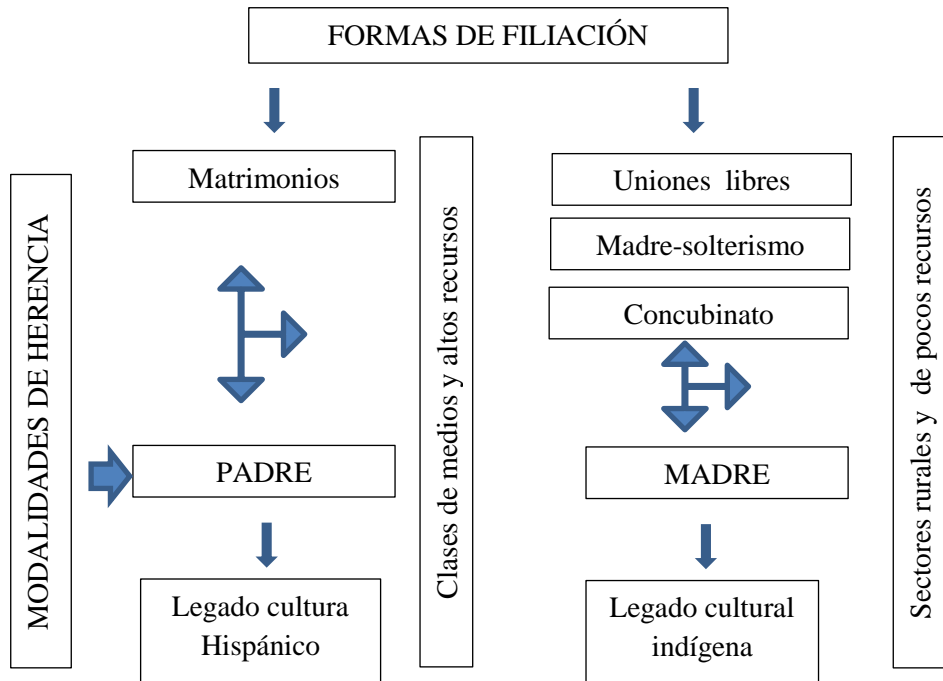 FORMAS DE FILIACIÓN
MODALIDADES DE HERENCIA
Matrimonios
PADRE
Legado cultura
Hispánico
Clases de medios y altos recursos
Uniones libres
Madre-solterismo
Concubinato
MADRE
Legado cultural
indígena
Sectores rurales y de pocos recursos